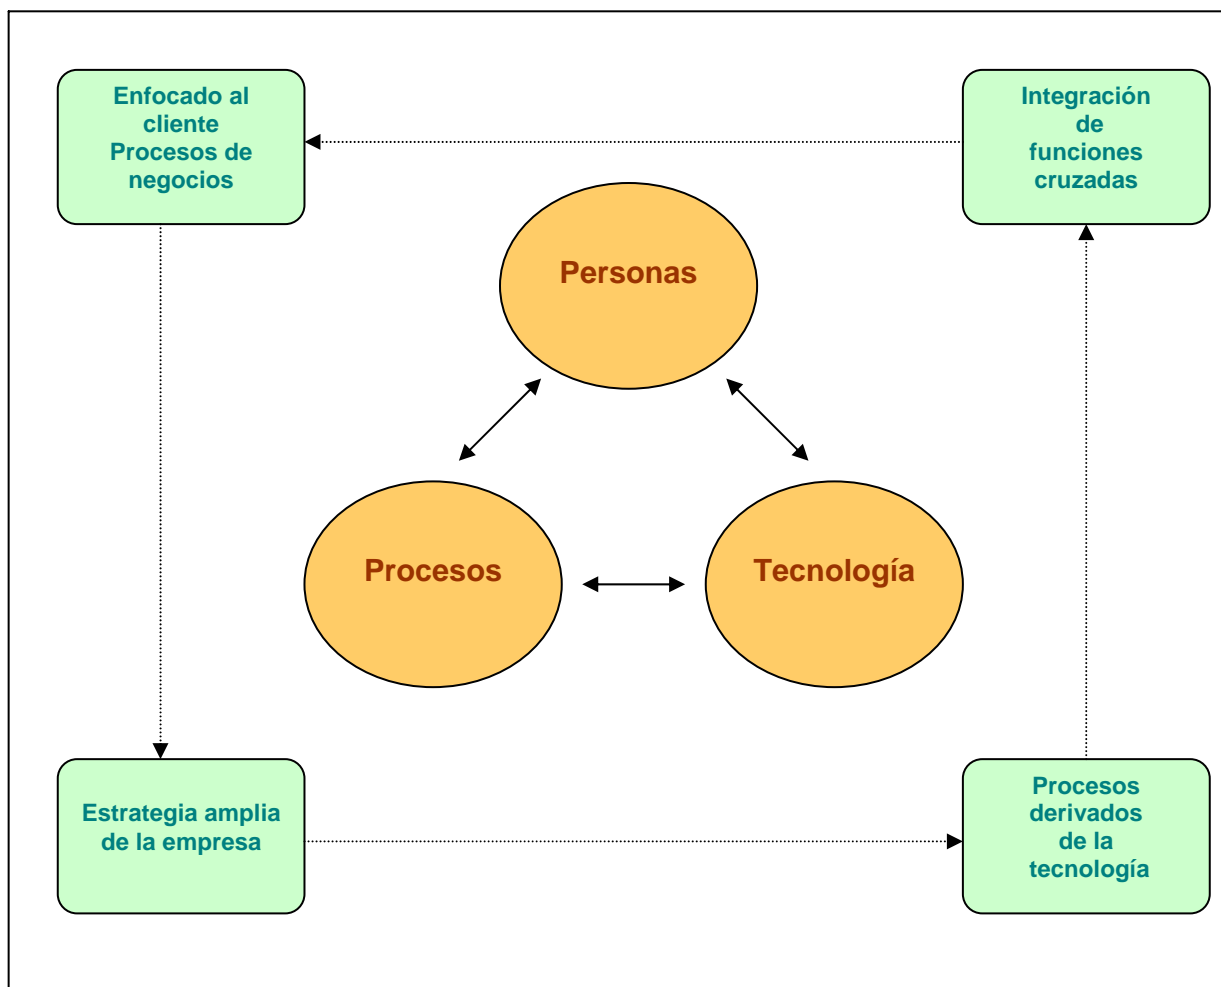 Enfocado al
cliente
Procesos de
negocios
Integración
de
funciones
cruzadas
Personas
Procesos
Tecnología
Estrategia amplia
de la empresa
Procesos
derivados
de la
tecnología